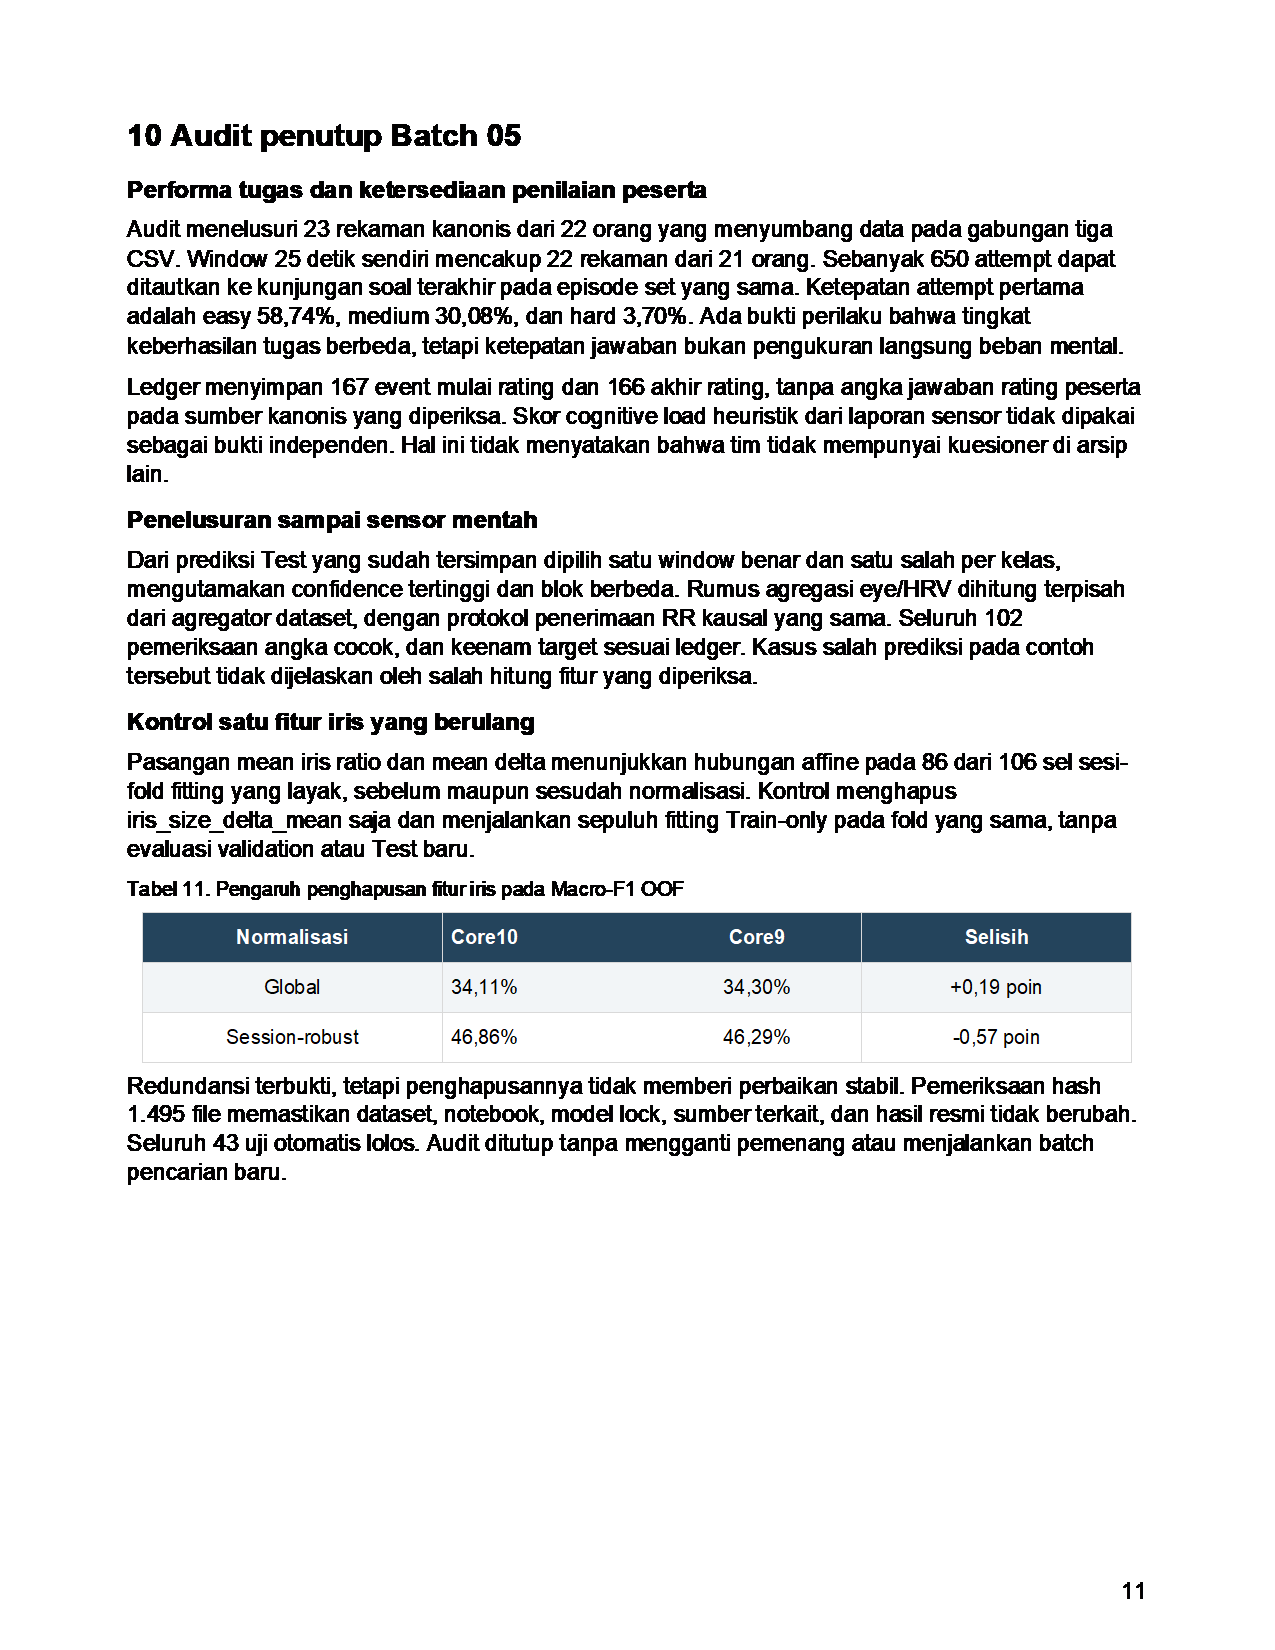 10 Audit penutup Batch 05
Performa tugas dan ketersediaan penilaian peserta
Audit menelusuri 23 rekaman kanonis dari 22 orang yang menyumbang data pada gabungan tiga
CSV. Window 25 detik sendiri mencakup 22 rekaman dari 21 orang. Sebanyak 650 attempt dapat
ditautkan ke kunjungan soal terakhir pada episode set yang sama. Ketepatan attempt pertama
adalah easy 58,74%, medium 30,08%, dan hard 3,70%. Ada bukti perilaku bahwa tingkat
keberhasilan tugas berbeda, tetapi ketepatan jawaban bukan pengukuran langsung beban mental.
Ledger menyimpan 167 event mulai rating dan 166 akhir rating, tanpa angka jawaban rating peserta
pada sumber kanonis yang diperiksa. Skor cognitive load heuristik dari laporan sensor tidak dipakai
sebagai bukti independen. Hal ini tidak menyatakan bahwa tim tidak mempunyai kuesioner di arsip
lain.
Penelusuran sampai sensor mentah
Dari prediksi Test yang sudah tersimpan dipilih satu window benar dan satu salah per kelas,
mengutamakan confidence tertinggi dan blok berbeda. Rumus agregasi eye/HRV dihitung terpisah
dari agregator dataset, dengan protokol penerimaan RR kausal yang sama. Seluruh 102
pemeriksaan angka cocok, dan keenam target sesuai ledger. Kasus salah prediksi pada contoh
tersebut tidak dijelaskan oleh salah hitung fitur yang diperiksa.
Kontrol satu fitur iris yang berulang
Pasangan mean iris ratio dan mean delta menunjukkan hubungan affine pada 86 dari 106 sel sesi-
fold fitting yang layak, sebelum maupun sesudah normalisasi. Kontrol menghapus
iris_size_delta_mean saja dan menjalankan sepuluh fitting Train-only pada fold yang sama, tanpa
evaluasi validation atau Test baru.
Tabel 11. Pengaruh penghapusan fitur iris pada Macro-F1 OOF
Normalisasi Core10 Core9 Selisih
Global 34,11% 34,30% +0,19 poin
Session-robust 46,86% 46,29% -0,57 poin
Redundansi terbukti, tetapi penghapusannya tidak memberi perbaikan stabil. Pemeriksaan hash
1.495 file memastikan dataset, notebook, model lock, sumber terkait, dan hasil resmi tidak berubah.
Seluruh 43 uji otomatis lolos. Audit ditutup tanpa mengganti pemenang atau menjalankan batch
pencarian baru.
11